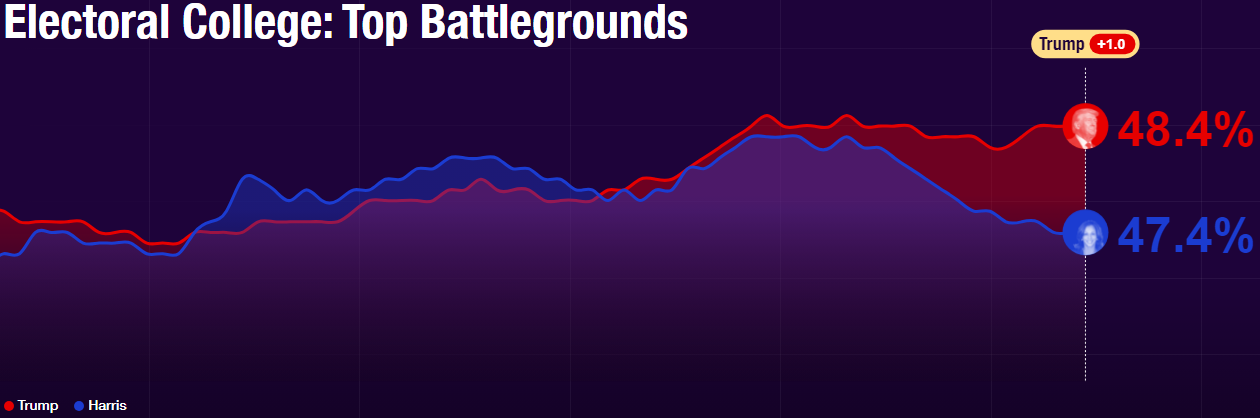 Electoral College: Top Battlegrounds
Trump +1.0
48.4%
47.4%
Trump Harris